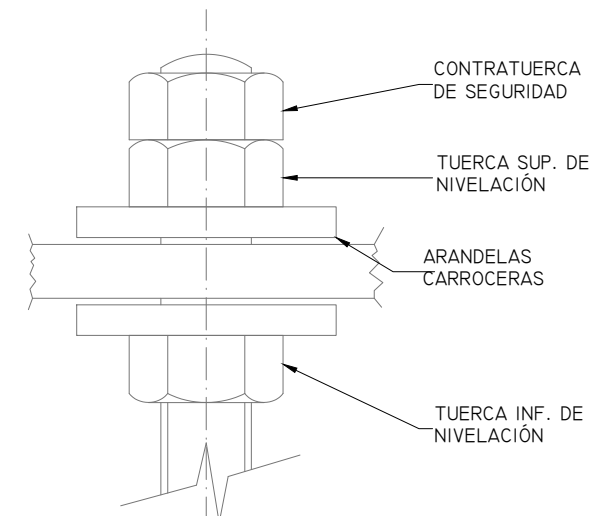 CONTRATUERCA
DE SEGURIDAD
TUERCA SUP. DE
NIVELACIÓN
ARANDELAS
CARROCERAS
TUERCA INF. DE
NIVELACIÓN